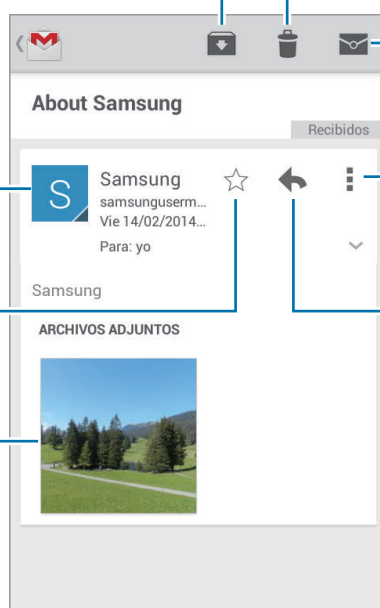 About Samsung
Recibidos
S
Samsung
samsunguserm...
Vie 14/02/2014...
Para: yo
Samsung
ARCHIVOS ADJUNTOS